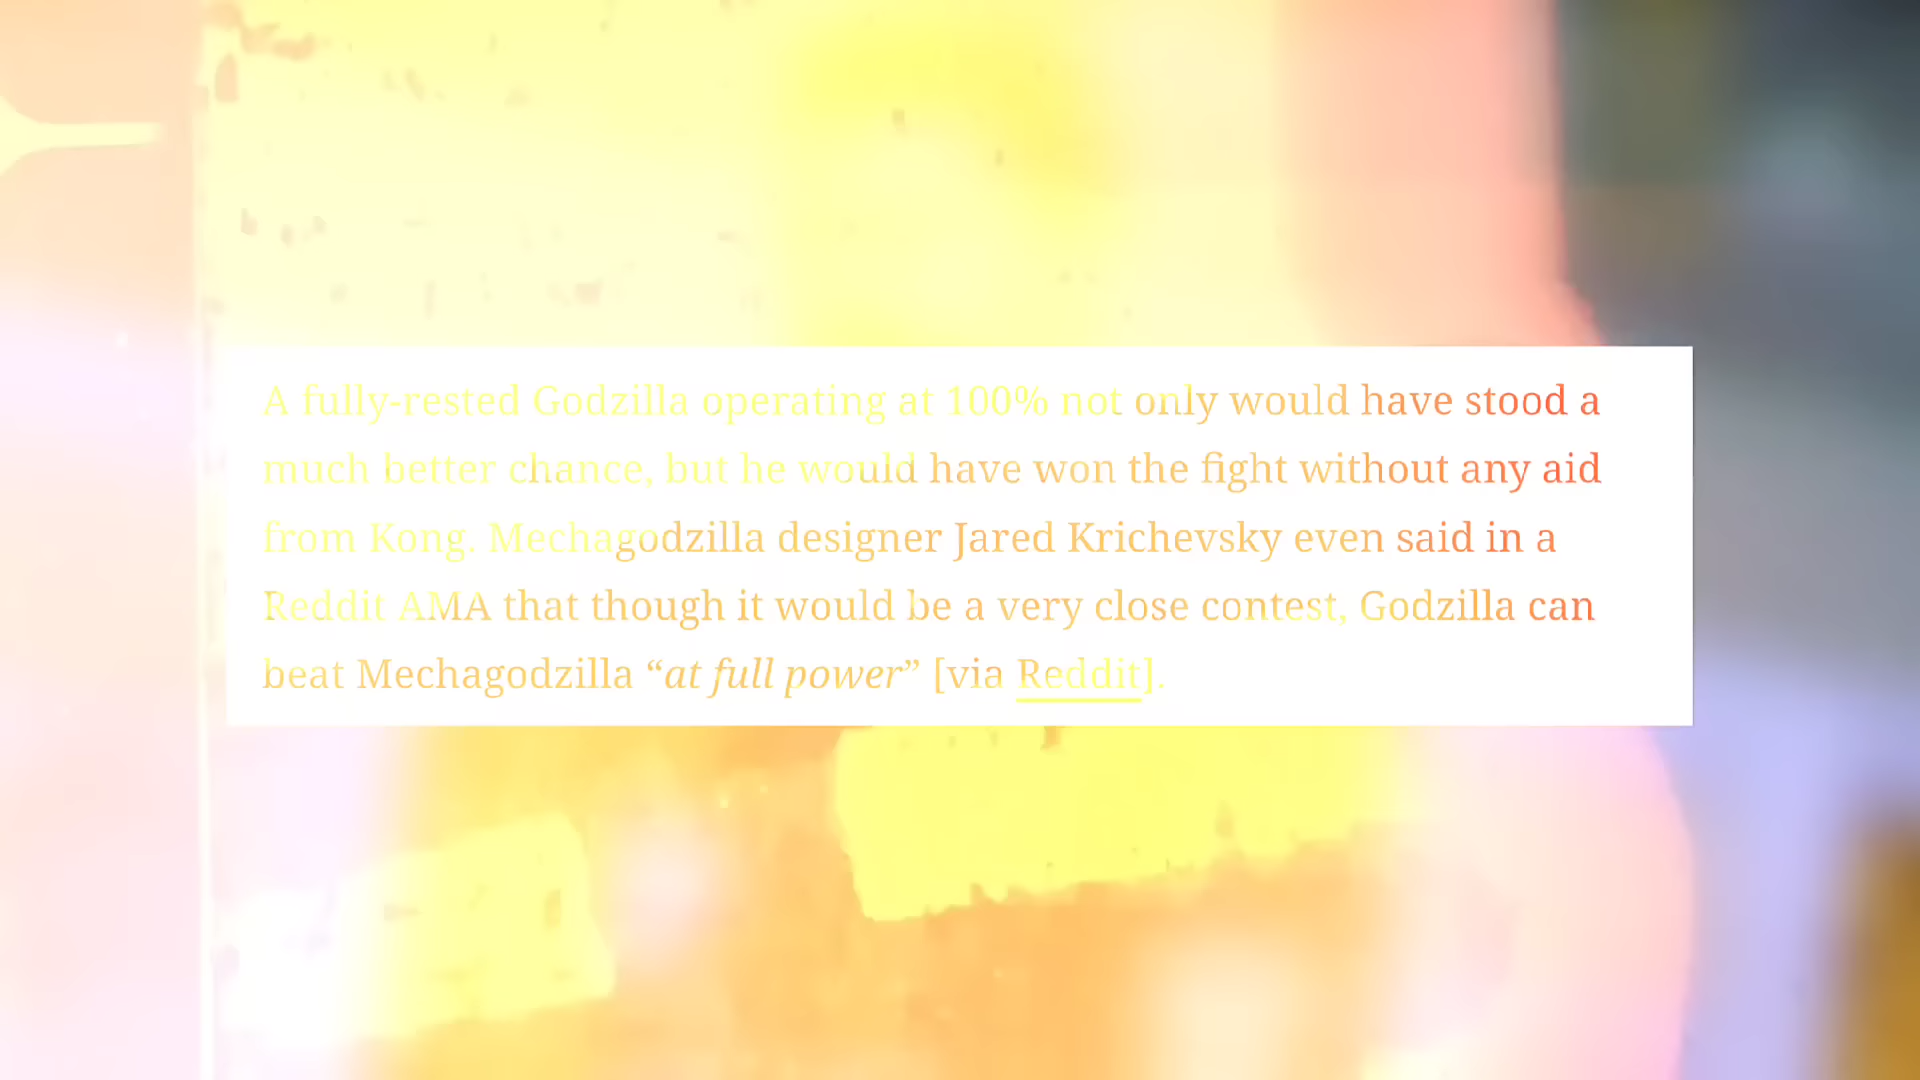 A fully-rested Godzilla operating at 100% not only would have stood a
much better chance, but he would have won the fight without any aid
from Kong. Mechagodzilla designer Jared Krichevsky even said in a
Reddit AMA that though it would be a very close contest, Godzilla can
beat Mechagodzilla “at full power” [via Reddit].